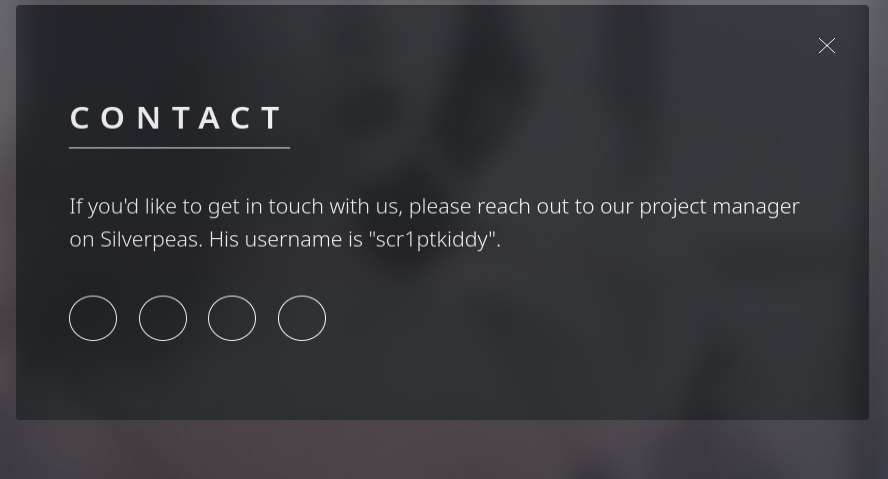 CONTACT
If you'd like to get in touch with us, please reach out to our project manager
on Silverpeas. His username is "scr1ptkiddy".